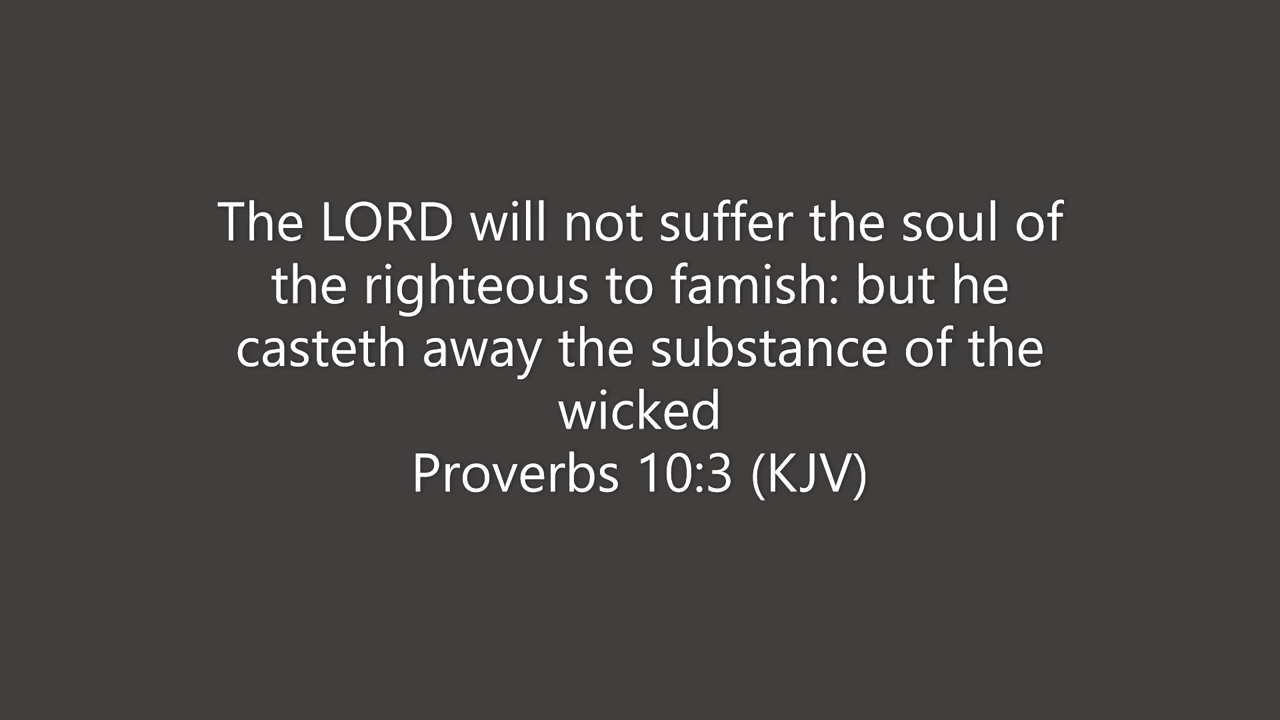 The LORD will not suffer the soul of
the righteous to famish: but he
casteth away the substance of the
wicked
Proverbs 10:3 (KJV)